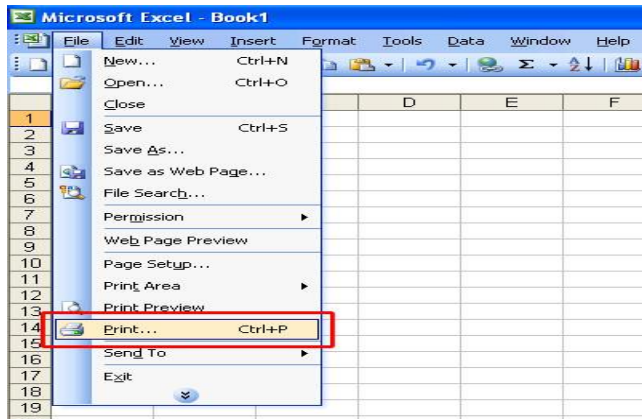 Microsoft Excel - Book1
File Edit View Insert Format Tools Data Window Help
New... Ctrl+N
Open... Ctrl+O
Close
Save Ctrl+S
Save As...
Save as Web Page...
File Search...
Permission
Web Page Preview
Page Setup...
Print Area
Print Preview
Print... Ctrl+P
Send To
Exit
D E F
1
2
3
4
5
6
7
8
9
10
11
12
13
14
15
16
17
18
19